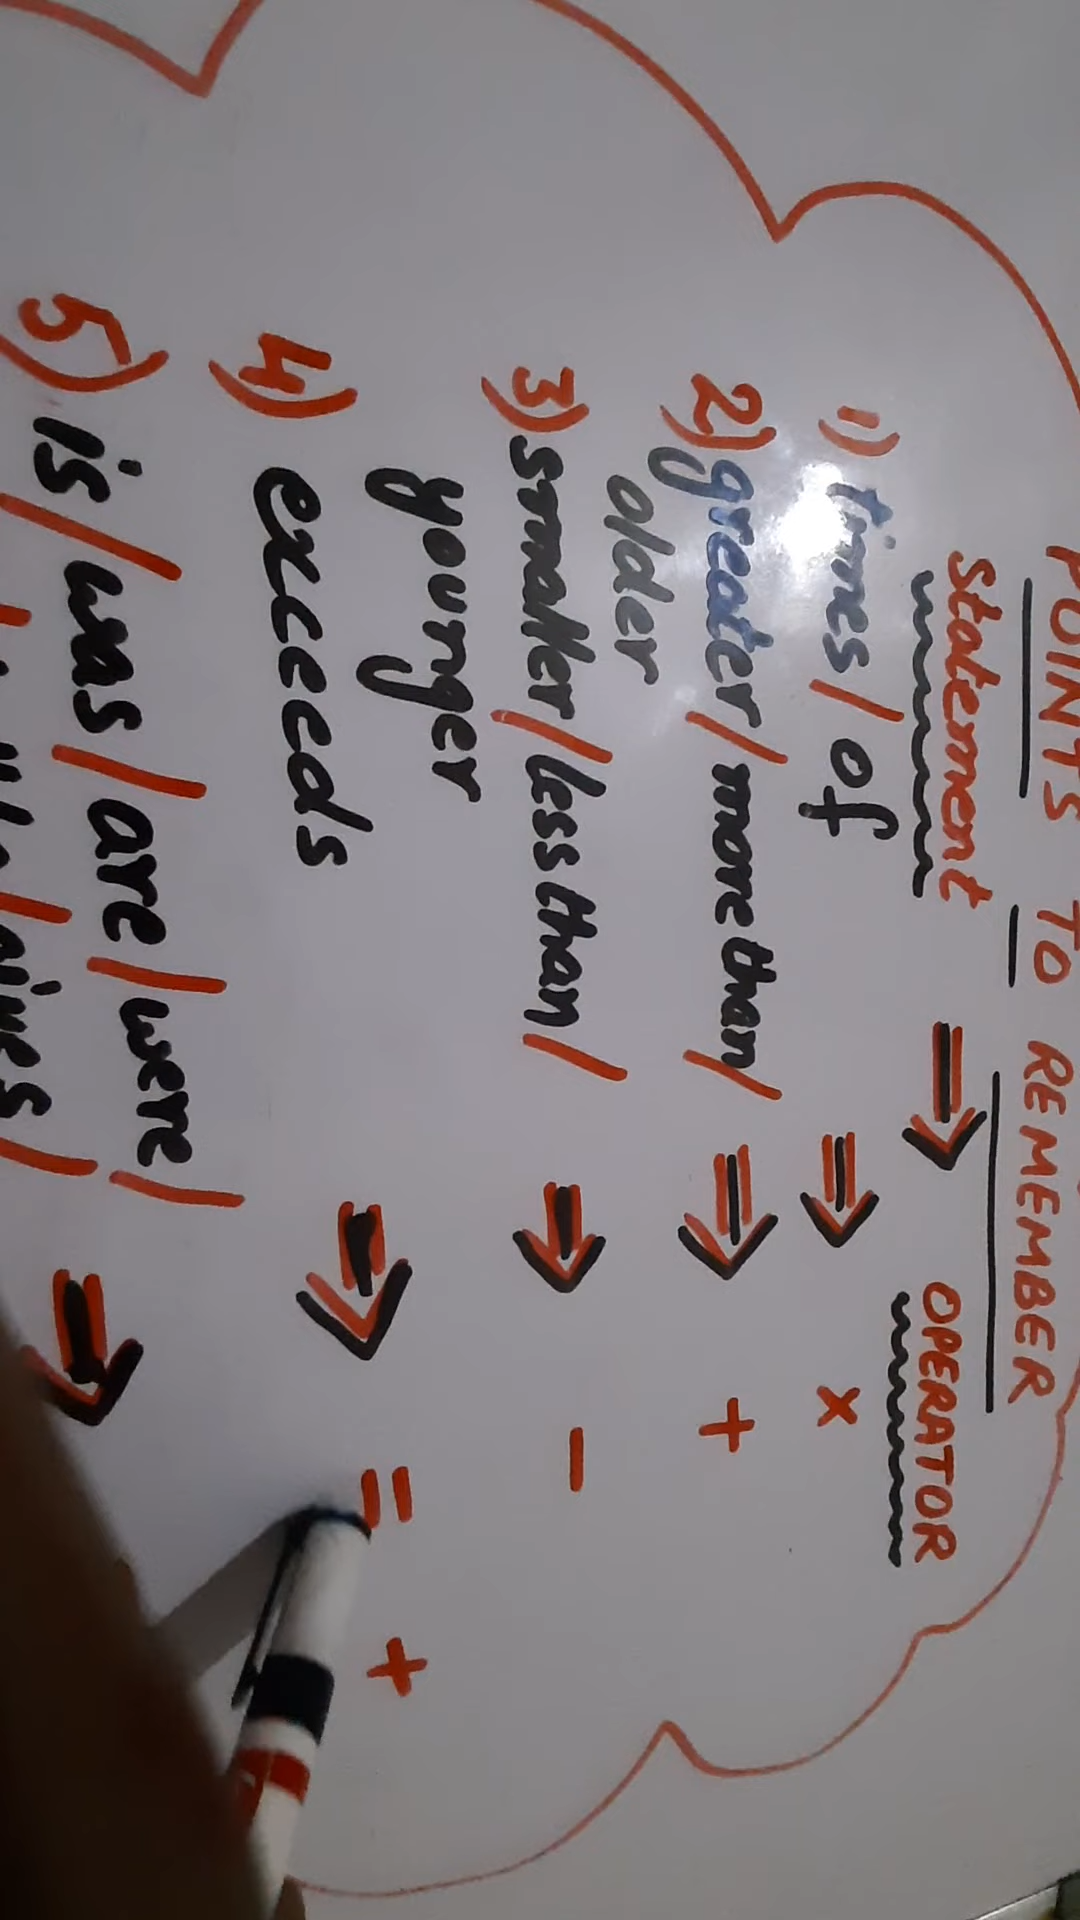 POINTS TO REMEMBER
Statement ⇒ OPERATOR
1) times / of ⇒ ×
2) greater / more than / ⇒ +
older
3) smaller / less than / ⇒ -
younger
4) exceeds ⇒ = +
5) is / was / are / were / ⇒